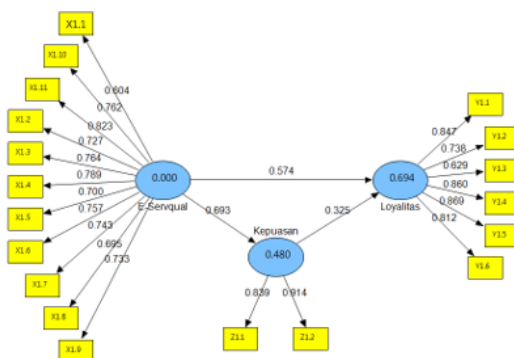 X1.1
X1.10
X1.11
X1.2
X1.3
X1.4
X1.5
X1.6
X1.7
X1.8
X1.9
0.604
0.762
0.823
0.727
0.764
0.789
0.700
0.757
0.743
0.695
0.733
0.000
E-Servqual
0.574
0.693
Kepuasan
0.480
0.325
0.839
0.914
Z1.1
Z1.2
0.694
Loyalitas
0.847
0.738
0.629
0.860
0.869
0.812
Y1.1
Y1.2
Y1.3
Y1.4
Y1.5
Y1.6